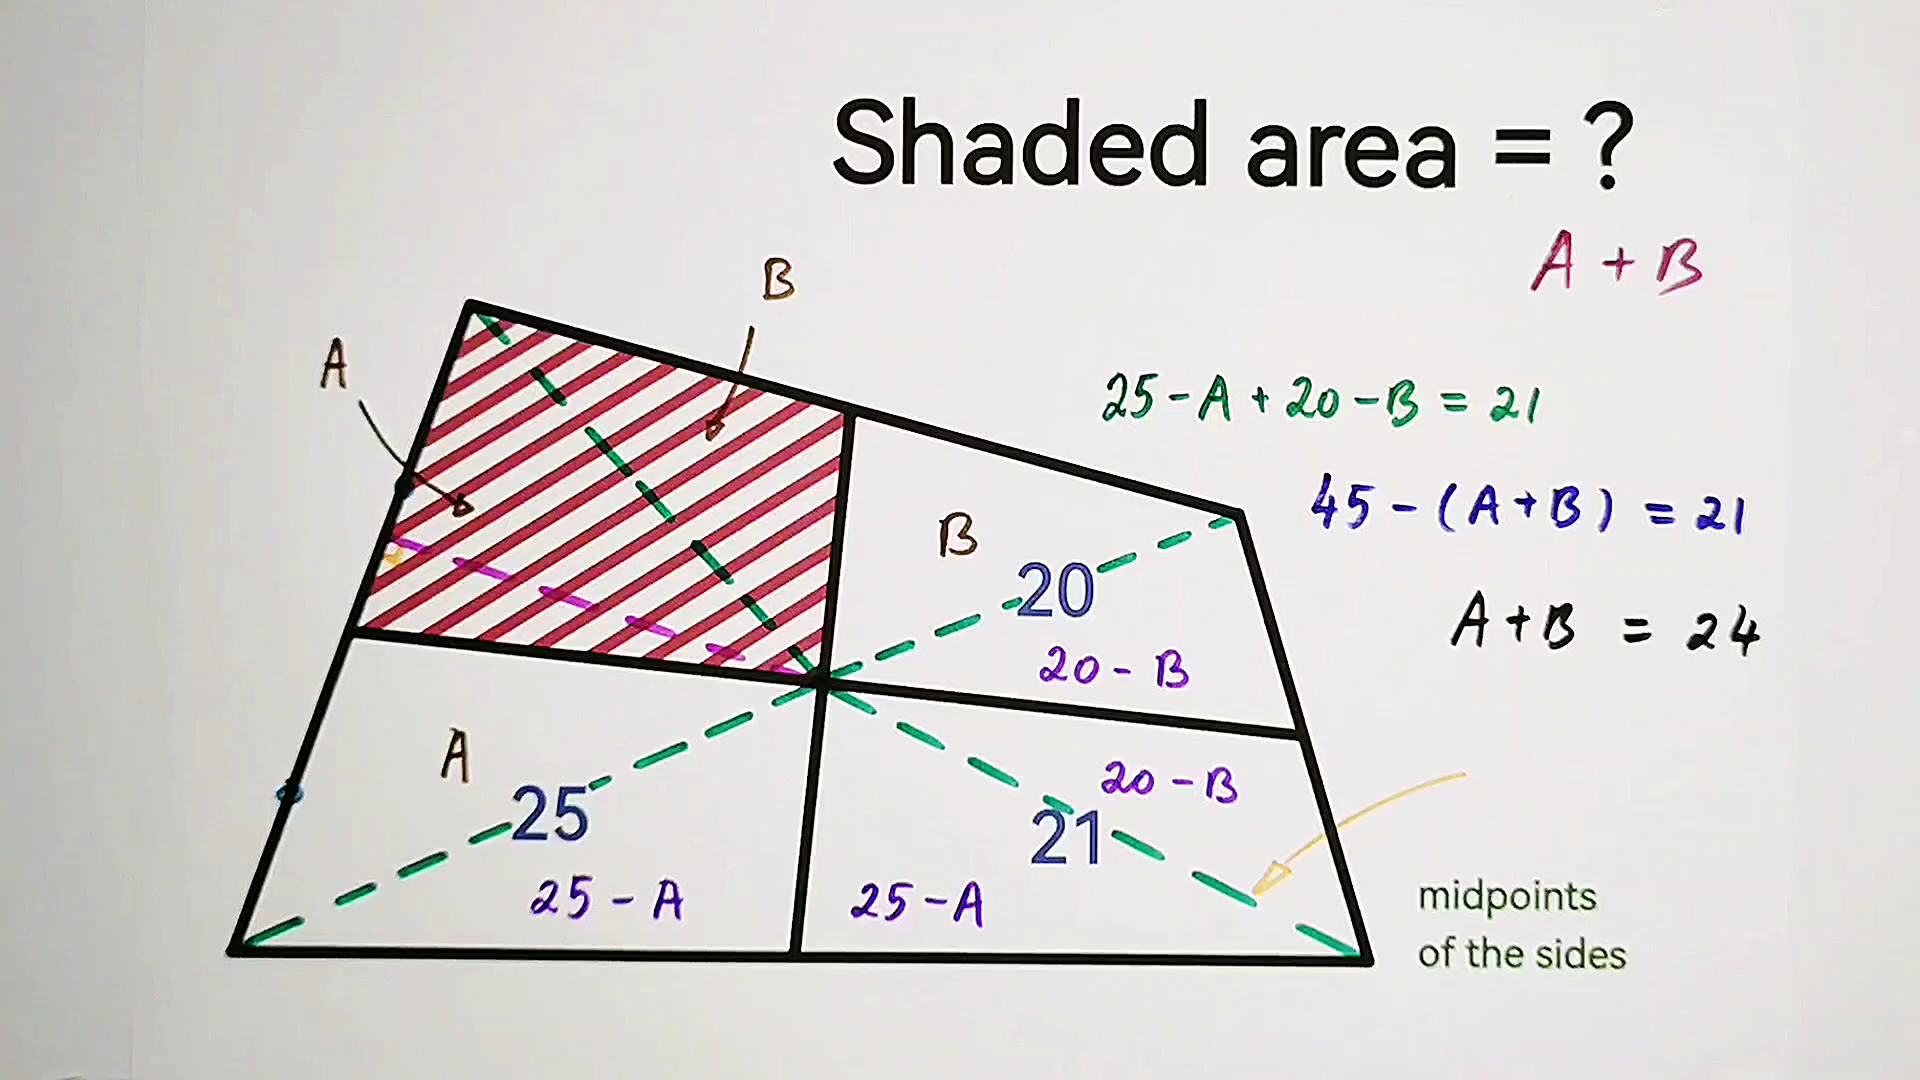 Shaded area = ?
A + B
B
A
25 - A + 20 - B = 21
45 - (A + B) = 21
A + B = 24
B
20
20 - B
A
25
25 - A
20 - B
21
25 - A
midpoints
of the sides